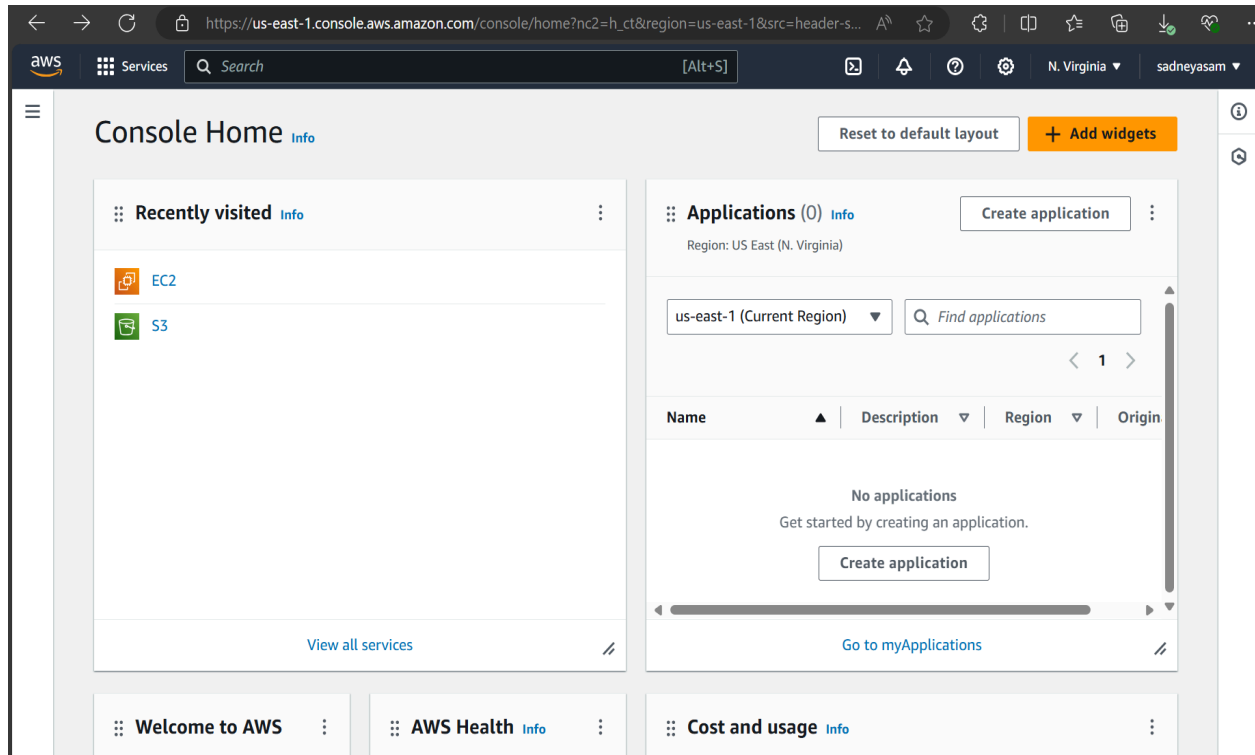 https://us-east-1.console.aws.amazon.com/console/home?nc2=h_ct&region=us-east-1&src=header-s...
aws Services Search [Alt+S] N. Virginia sadneyasam
Console Home Info Reset to default layout + Add widgets
Recently visited Info
EC2
S3
View all services
Applications (0) Info Create application
Region: US East (N. Virginia)
us-east-1 (Current Region) Find applications
1
Name Description Region Origin
No applications
Get started by creating an application.
Create application
Go to myApplications
Welcome to AWS AWS Health Info Cost and usage Info